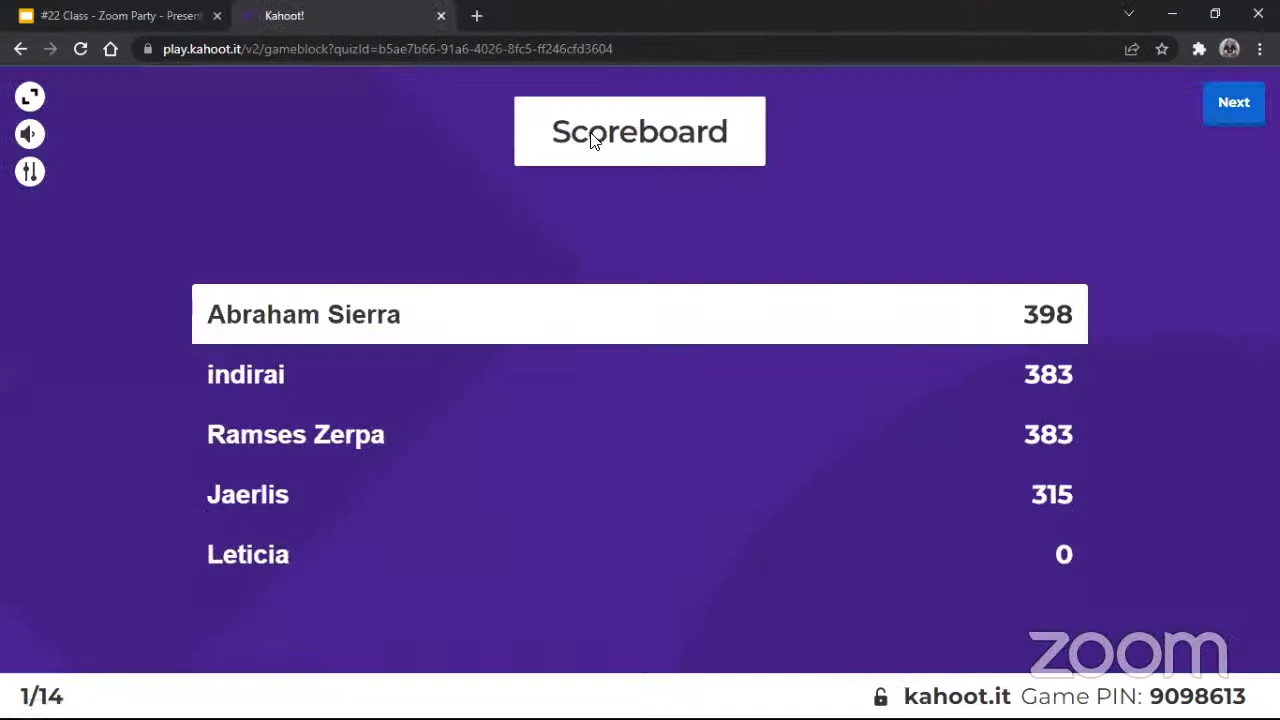 #22 Class - Zoom Party - Presen
Kahoot!
play.kahoot.it/v2/gameblock?quizId=b5ae7b66-91a6-4026-8fc5-ff246cfd3604
Scoreboard
Next
Abraham Sierra 398
indirai 383
Ramses Zerpa 383
Jaerlis 315
Leticia 0
zoom
1/14 kahoot.it Game PIN: 9098613